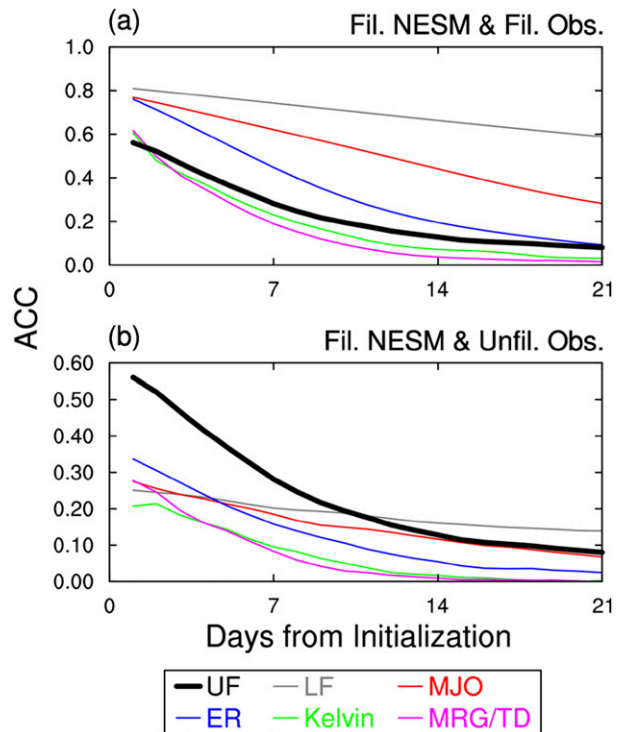 (a) Fil. NESM & Fil. Obs.
1.0
0.8
0.6
0.4
0.2
0.0
0 7 14 21
ACC
(b) Fil. NESM & Unfil. Obs.
0.60
0.50
0.40
0.30
0.20
0.10
0.00
0 7 14 21
Days from Initialization
UF LF MJO
ER Kelvin MRG/TD